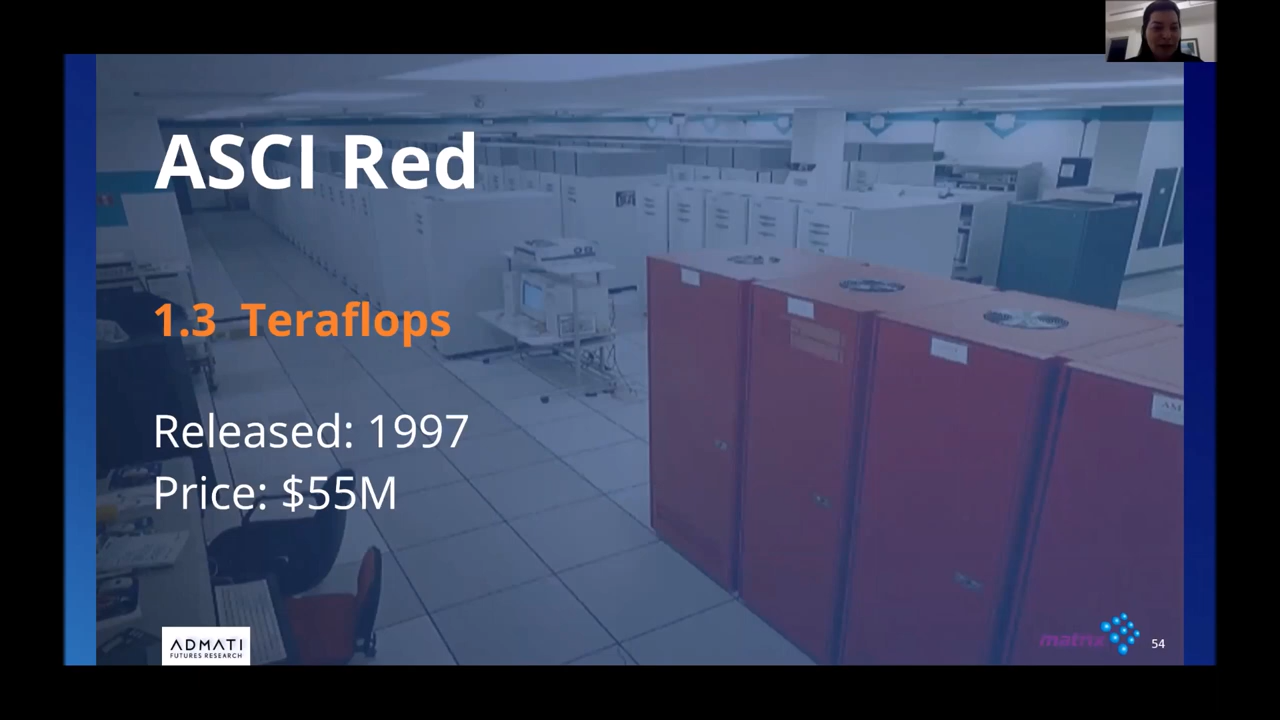 ASCI Red
1.3 Teraflops
Released: 1997
Price: $55M
ADMATI
FUTURES RESEARCH
matrix
54